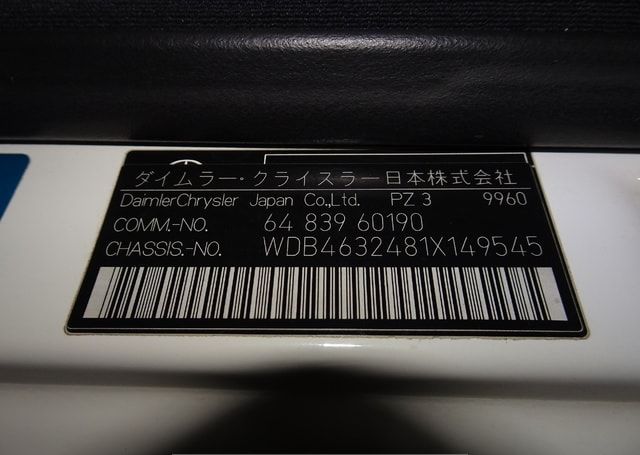 ダイムラー・クライスラー日本株式会社
DaimlerChrysler Japan Co.,Ltd. PZ 3 9960
COMM.-NO. 64 839 60190
CHASSIS.-NO. WDB4632481X149545